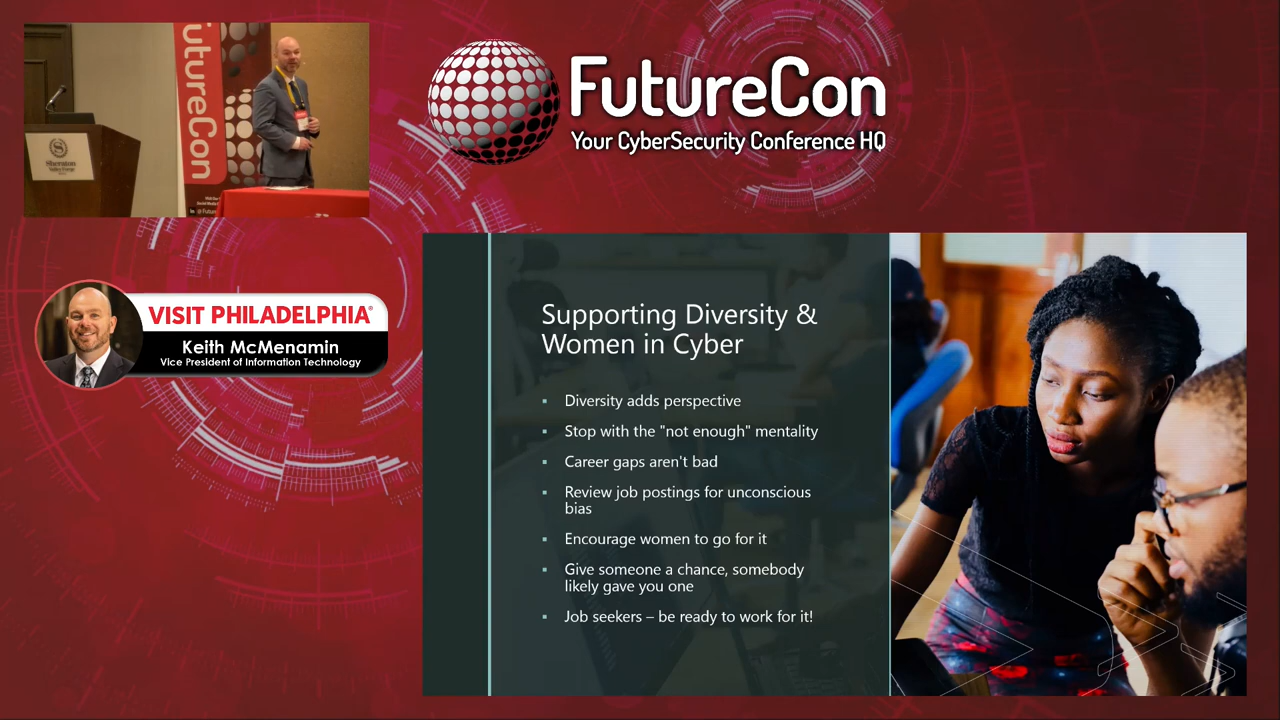 FutureCon
Sheraton
FutureCon
Your CyberSecurity Conference HQ
VISIT PHILADELPHIA®
Keith McMenamin
Vice President of Information Technology
Supporting Diversity &
Women in Cyber
▪ Diversity adds perspective
▪ Stop with the "not enough" mentality
▪ Career gaps aren't bad
▪ Review job postings for unconscious
bias
▪ Encourage women to go for it
▪ Give someone a chance, somebody
likely gave you one
▪ Job seekers – be ready to work for it!